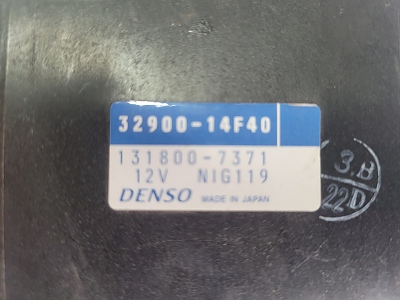 32900-14F40
131800-7371
12V NIG119
DENSO MADE IN JAPAN
3.B
22D